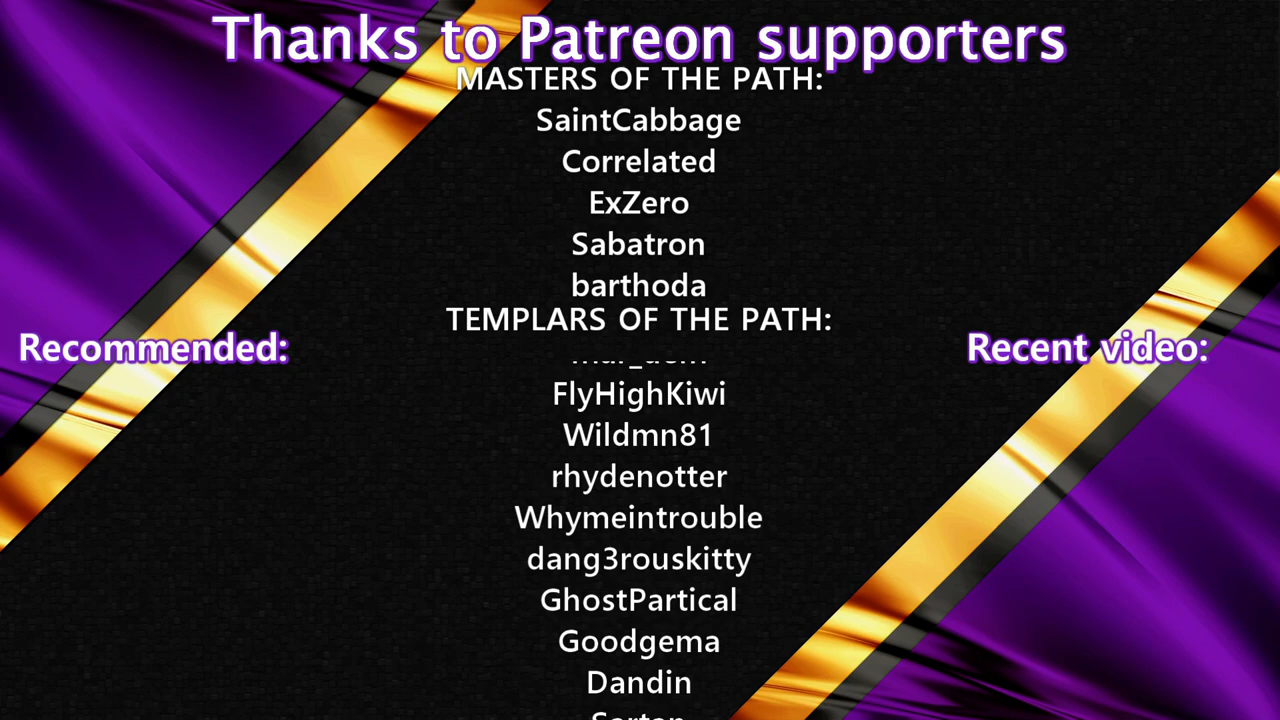 Thanks to Patreon supporters
MASTERS OF THE PATH:
SaintCabbage
Correlated
ExZero
Sabatron
barthoda
TEMPLARS OF THE PATH:
Recommended:
Recent video:
FlyHighKiwi
Wildmn81
rhydenotter
Whymeintrouble
dang3rouskitty
GhostPartical
Goodgema
Dandin